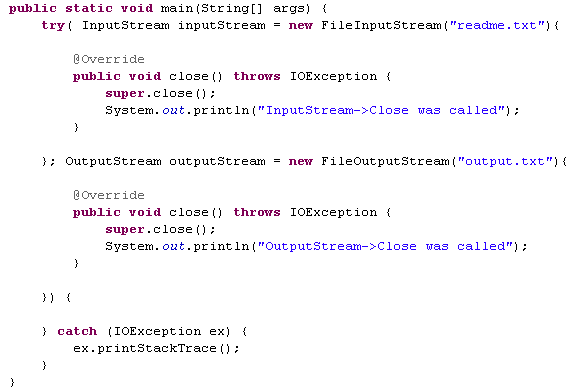 public static void main(String[] args) {
    try( InputStream inputStream = new FileInputStream("readme.txt"){
        @Override
        public void close() throws IOException {
            super.close();
            System.out.println("InputStream->Close was called");
        }
    }; OutputStream outputStream = new FileOutputStream("output.txt"){
        @Override
        public void close() throws IOException {
            super.close();
            System.out.println("OutputStream->Close was called");
        }
    }) {
    } catch (IOException ex) {
        ex.printStackTrace();
    }
}